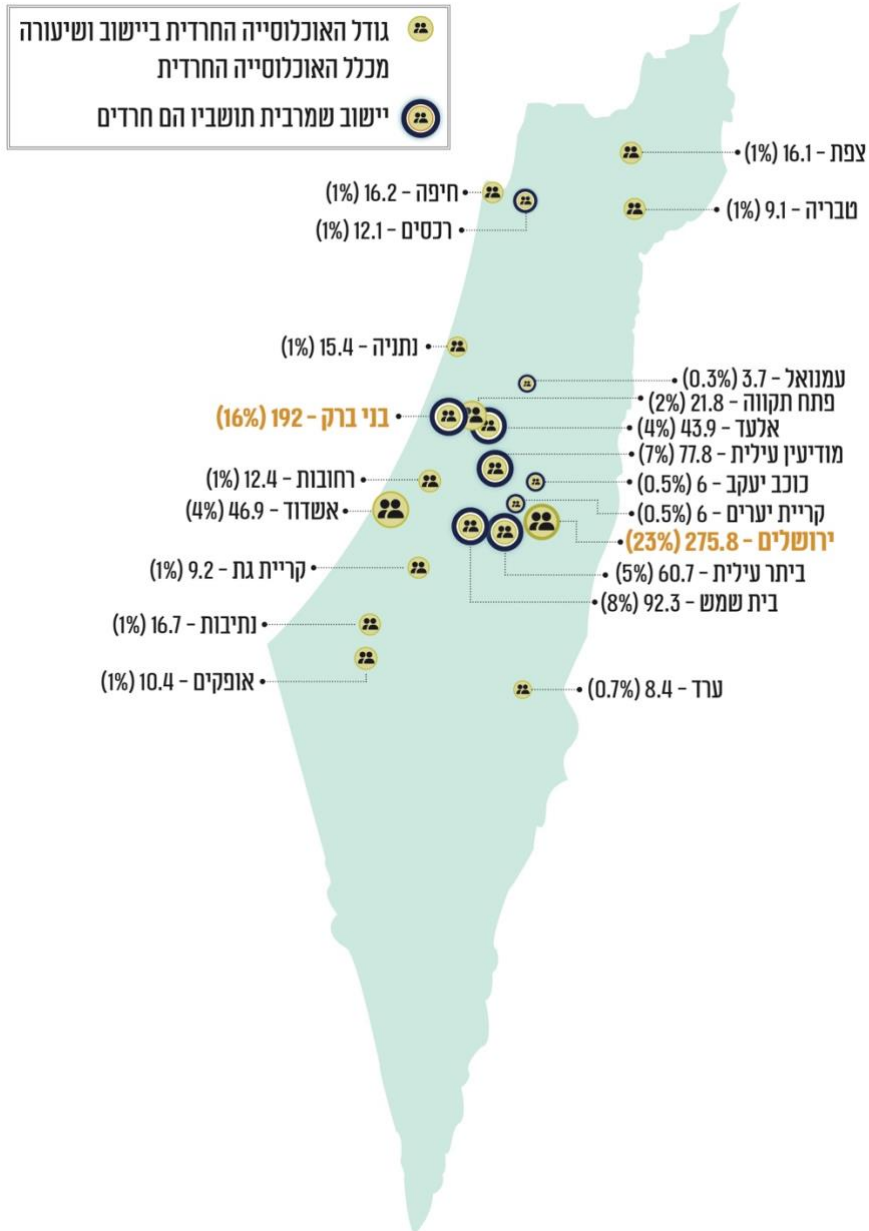 גודל האוכלוסייה החרדית ביישוב ושיעורה
מכלל האוכלוסייה החרדית
יישוב שמרבית תושביו הם חרדים
צפת - 16.1 (1%)
חיפה - 16.2 (1%)
טבריה - 9.1 (1%)
רכסים - 12.1 (1%)
נתניה - 15.4 (1%)
עמנואל - 3.7 (0.3%)
פתח תקווה - 21.8 (2%)
בני ברק - 192 (16%)
אלעד - 43.9 (4%)
מודיעין עילית - 77.8 (7%)
רחובות - 12.4 (1%)
כוכב יעקב - 6 (0.5%)
אשדוד - 46.9 (4%)
קריית יערים - 6 (0.5%)
ירושלים - 275.8 (23%)
קריית גת - 9.2 (1%)
ביתר עילית - 60.7 (5%)
בית שמש - 92.3 (8%)
נתיבות - 16.7 (1%)
אופקים - 10.4 (1%)
ערד - 8.4 (0.7%)